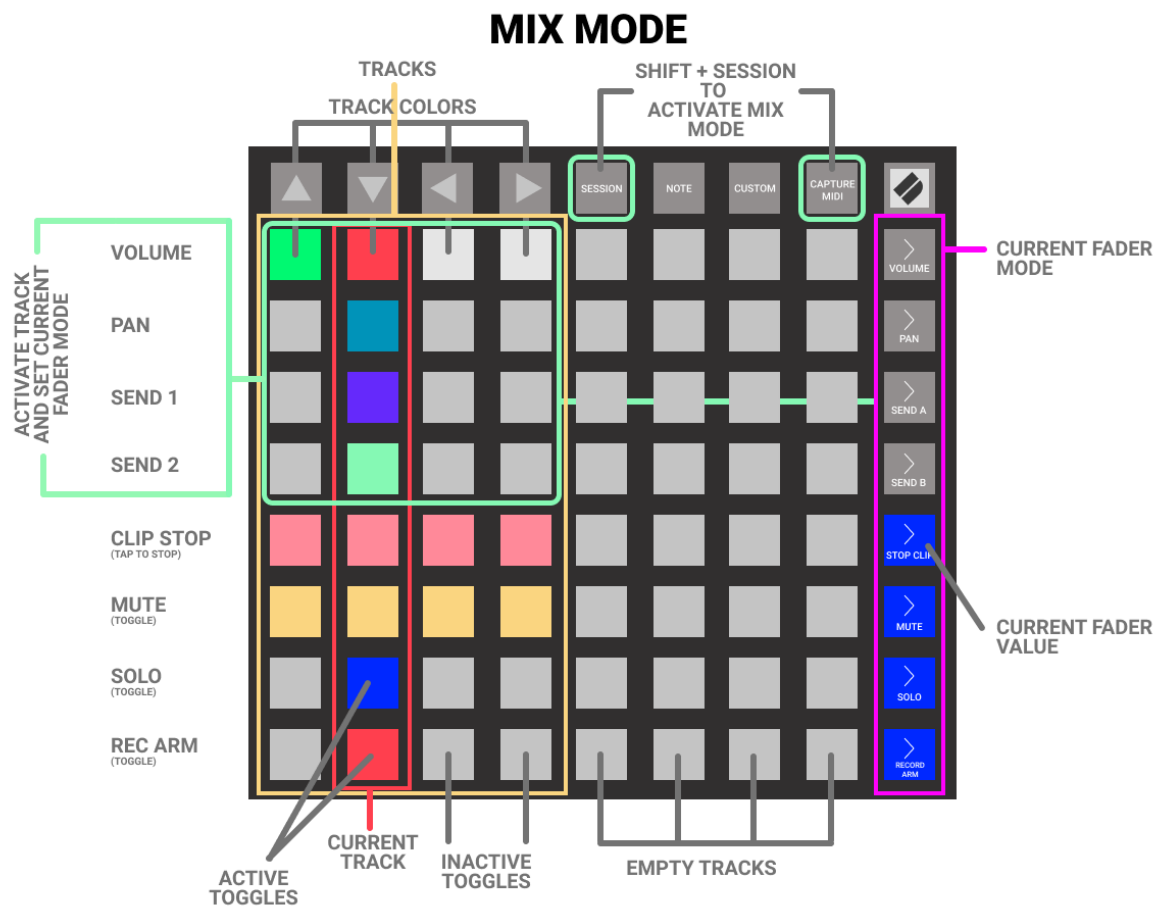 MIX MODE
TRACKS
TRACK COLORS
SHIFT + SESSION
TO
ACTIVATE MIX
MODE
SESSION
NOTE
CUSTOM
CAPTURE
MIDI
ACTIVATE TRACK
AND SET CURRENT
FADER MODE
VOLUME
PAN
SEND 1
SEND 2
CLIP STOP
(TAP TO STOP)
MUTE
(TOGGLE)
SOLO
(TOGGLE)
REC ARM
(TOGGLE)
VOLUME
PAN
SEND A
SEND B
STOP CLIP
MUTE
SOLO
RECORD
ARM
CURRENT FADER
MODE
CURRENT FADER
VALUE
ACTIVE
TOGGLES
CURRENT
TRACK
INACTIVE
TOGGLES
EMPTY TRACKS